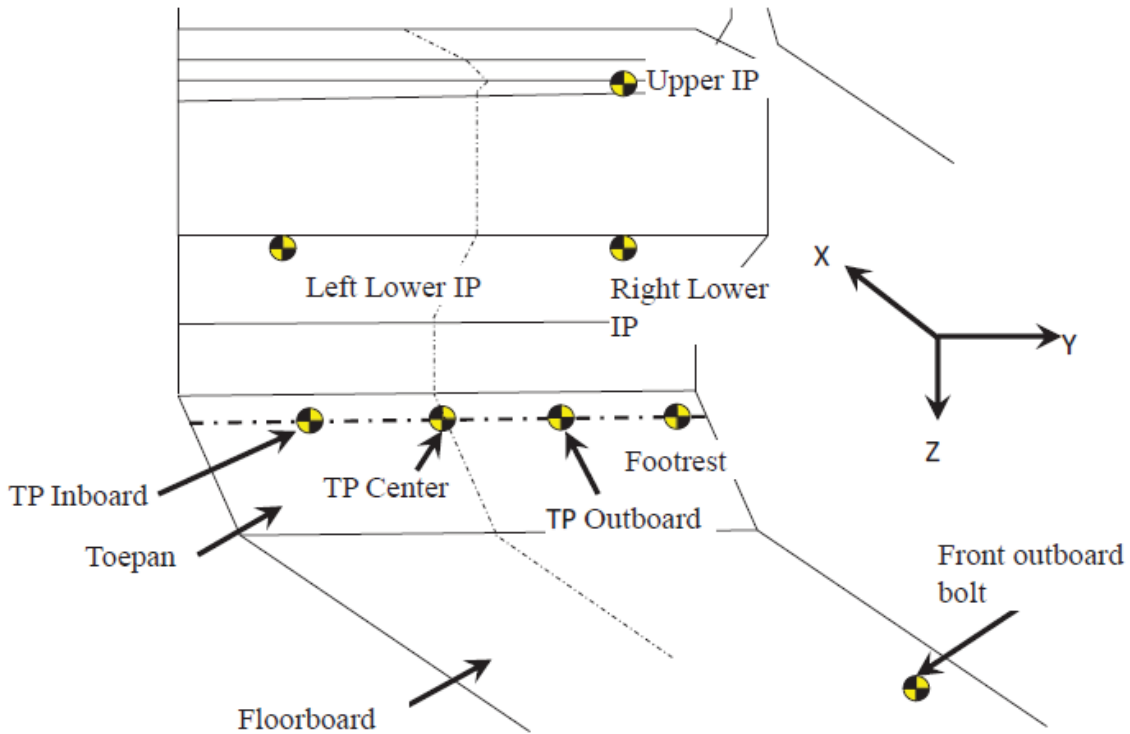 Upper IP
Left Lower IP
Right Lower
IP
X
Y
Z
TP Inboard
TP Center
TP Outboard
Footrest
Toepan
Front outboard
bolt
Floorboard